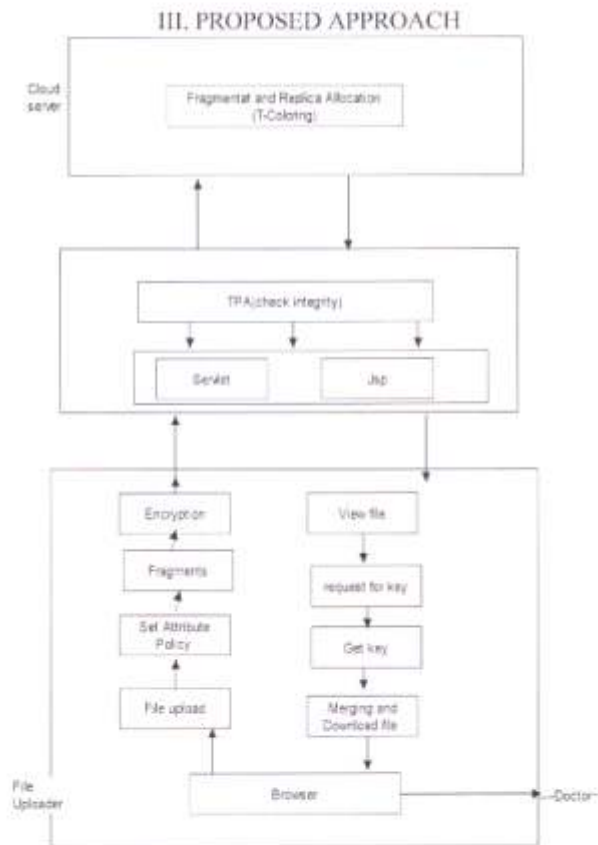 III. PROPOSED APPROACH
Cloud
server
Fragmentat and Replica Allocation
(T-Coloring)
TPA(check integrity)
Servlet
Jsp
Encryption
View file
Fragments
request for key
Set Attribute
Policy
Get key
File upload
Merging and
Download file
File
Uploader
Browser
Doctor